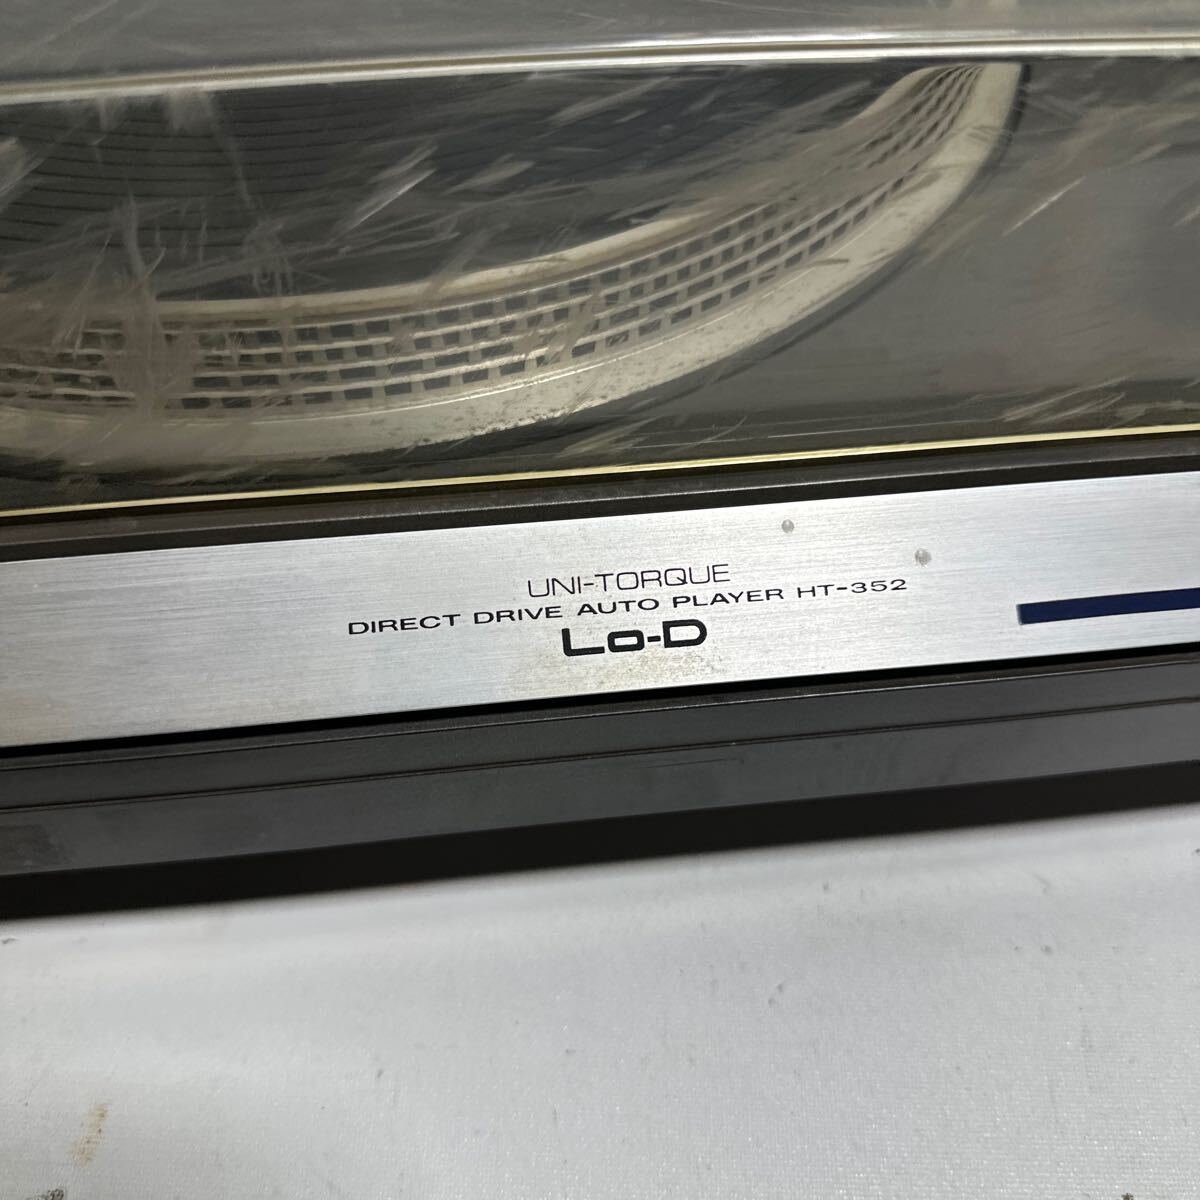 UNI-TORQUE
DIRECT DRIVE AUTO PLAYER HT-352
Lo-D